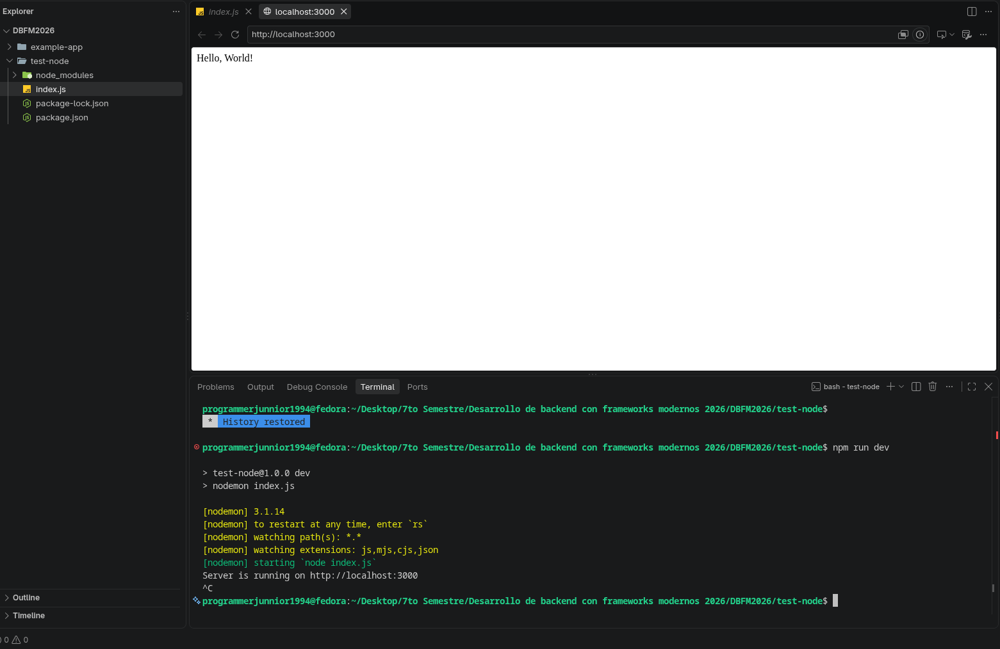 Explorer
DBFM2026
example-app
test-node
node_modules
index.js
package-lock.json
package.json
Outline
Timeline
0 0
index.js
localhost:3000
http://localhost:3000
Hello, World!
Problems Output Debug Console Terminal Ports
bash - test-node
programmerjunnior1994@fedora:~/Desktop/7to Semestre/Desarrollo de backend con frameworks modernos 2026/DBFM2026/test-node$
* History restored
programmerjunnior1994@fedora:~/Desktop/7to Semestre/Desarrollo de backend con frameworks modernos 2026/DBFM2026/test-node$ npm run dev
> test-node@1.0.0 dev
> nodemon index.js
[nodemon] 3.1.14
[nodemon] to restart at any time, enter `rs`
[nodemon] watching path(s): *.*
[nodemon] watching extensions: js,mjs,cjs,json
[nodemon] starting `node index.js`
Server is running on http://localhost:3000
^C
programmerjunnior1994@fedora:~/Desktop/7to Semestre/Desarrollo de backend con frameworks modernos 2026/DBFM2026/test-node$